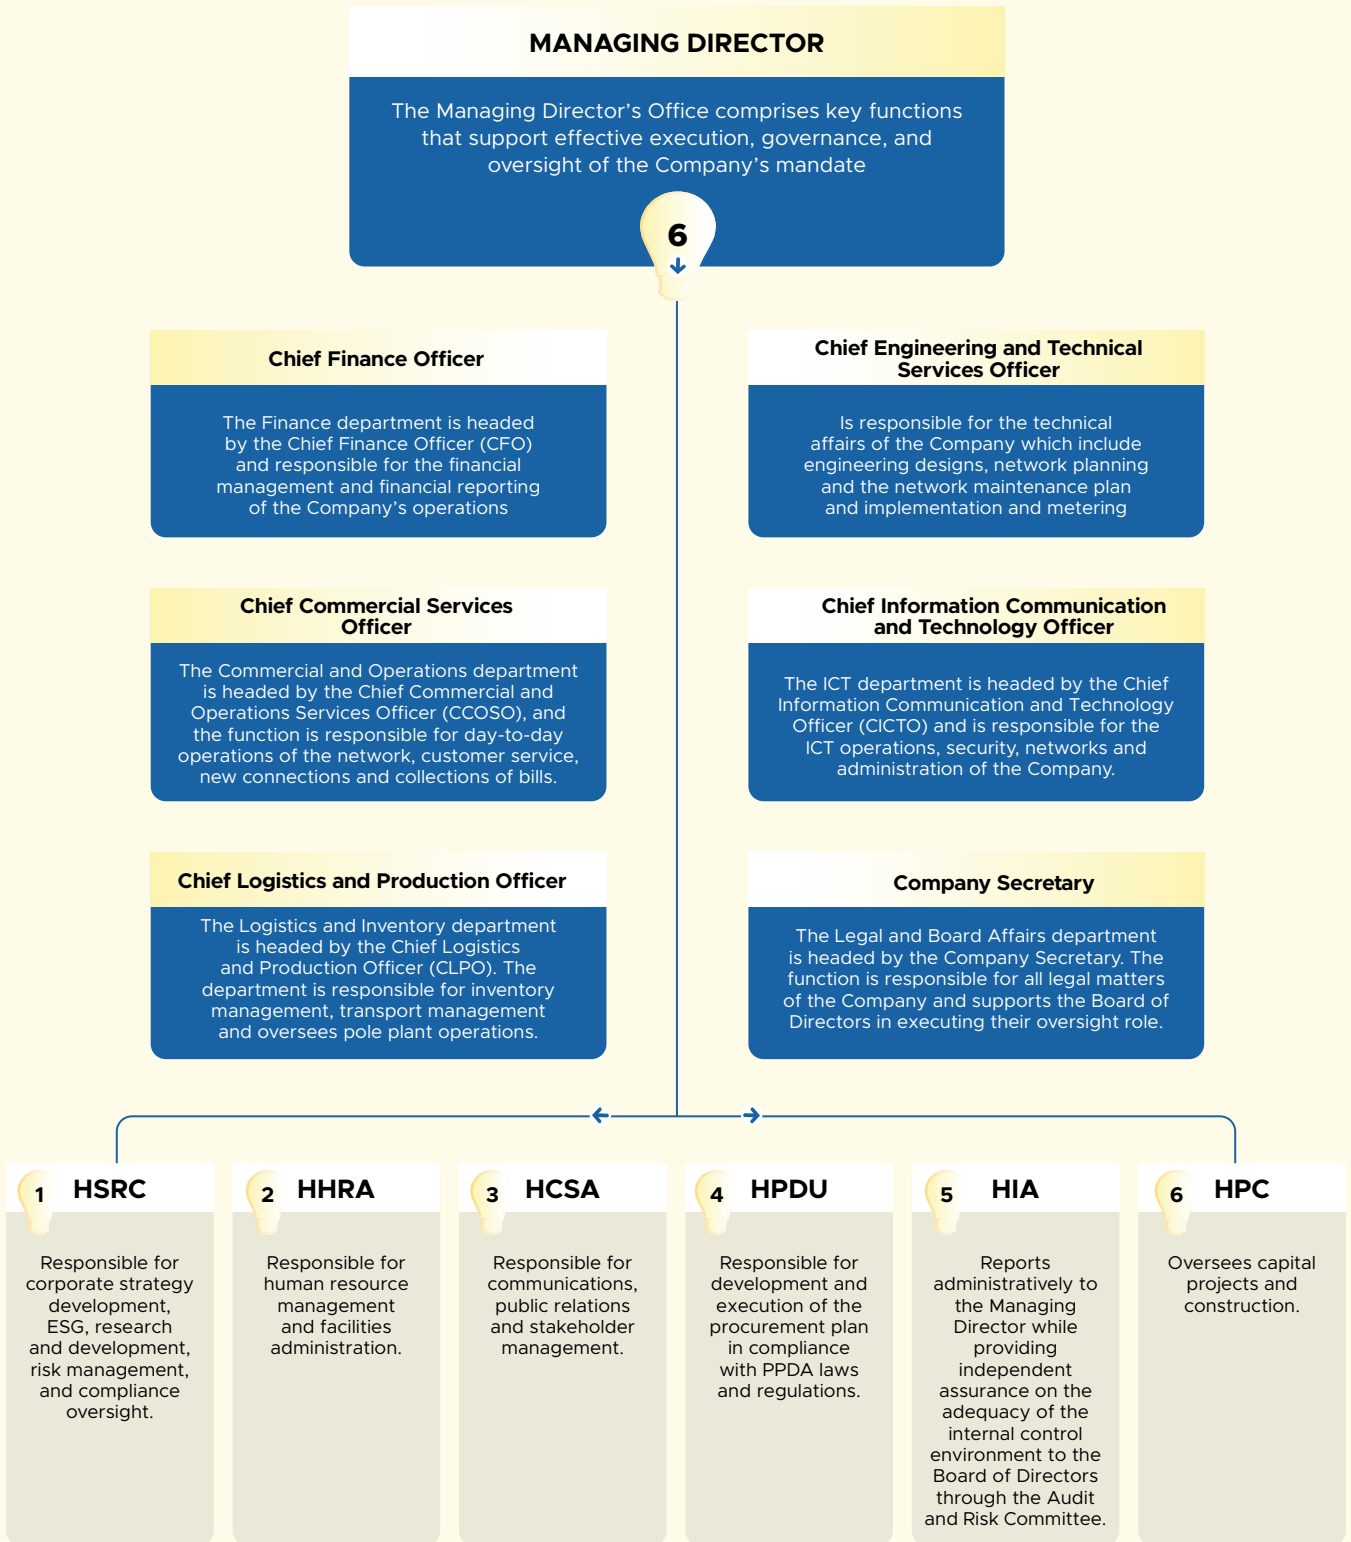 MANAGING DIRECTOR
The Managing Director's Office comprises key functions
that support effective execution, governance, and
oversight of the Company's mandate
6
Chief Finance Officer
The Finance department is headed
by the Chief Finance Officer (CFO)
and responsible for the financial
management and financial reporting
of the Company's operations
Chief Engineering and Technical
Services Officer
Is responsible for the technical
affairs of the Company which include
engineering designs, network planning
and the network maintenance plan
and implementation and metering
Chief Commercial Services
Officer
The Commercial and Operations department
is headed by the Chief Commercial and
Operations Services Officer (CCOSO), and
the function is responsible for day-to-day
operations of the network, customer service,
new connections and collections of bills.
Chief Information Communication
and Technology Officer
The ICT department is headed by the Chief
Information Communication and Technology
Officer (CICTO) and is responsible for the
ICT operations, security, networks and
administration of the Company.
Chief Logistics and Production Officer
The Logistics and Inventory department
is headed by the Chief Logistics
and Production Officer (CLPO). The
department is responsible for inventory
management, transport management
and oversees pole plant operations.
Company Secretary
The Legal and Board Affairs department
is headed by the Company Secretary. The
function is responsible for all legal matters
of the Company and supports the Board of
Directors in executing their oversight role.
1 HSRC
Responsible for
corporate strategy
development,
ESG, research
and development,
risk management,
and compliance
oversight.
2 HHRA
Responsible for
human resource
management
and facilities
administration.
3 HCSA
Responsible for
communications,
public relations
and stakeholder
management.
4 HPDU
Responsible for
development and
execution of the
procurement plan
in compliance
with PPDA laws
and regulations.
5 HIA
Reports
administratively to
the Managing
Director while
providing
independent
assurance on the
adequacy of the
internal control
environment to the
Board of Directors
through the Audit
and Risk Committee.
6 HPC
Oversees capital
projects and
construction.